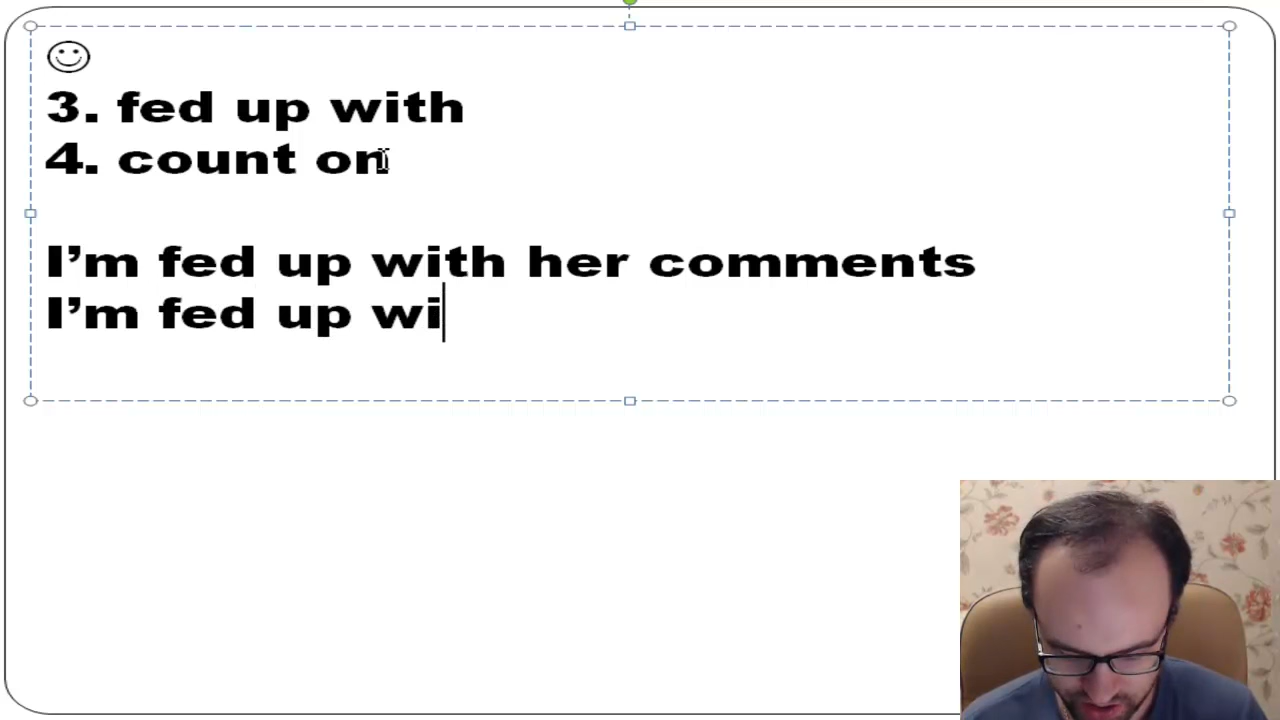 3. fed up with
4. count on
I’m fed up with her comments
I’m fed up wi